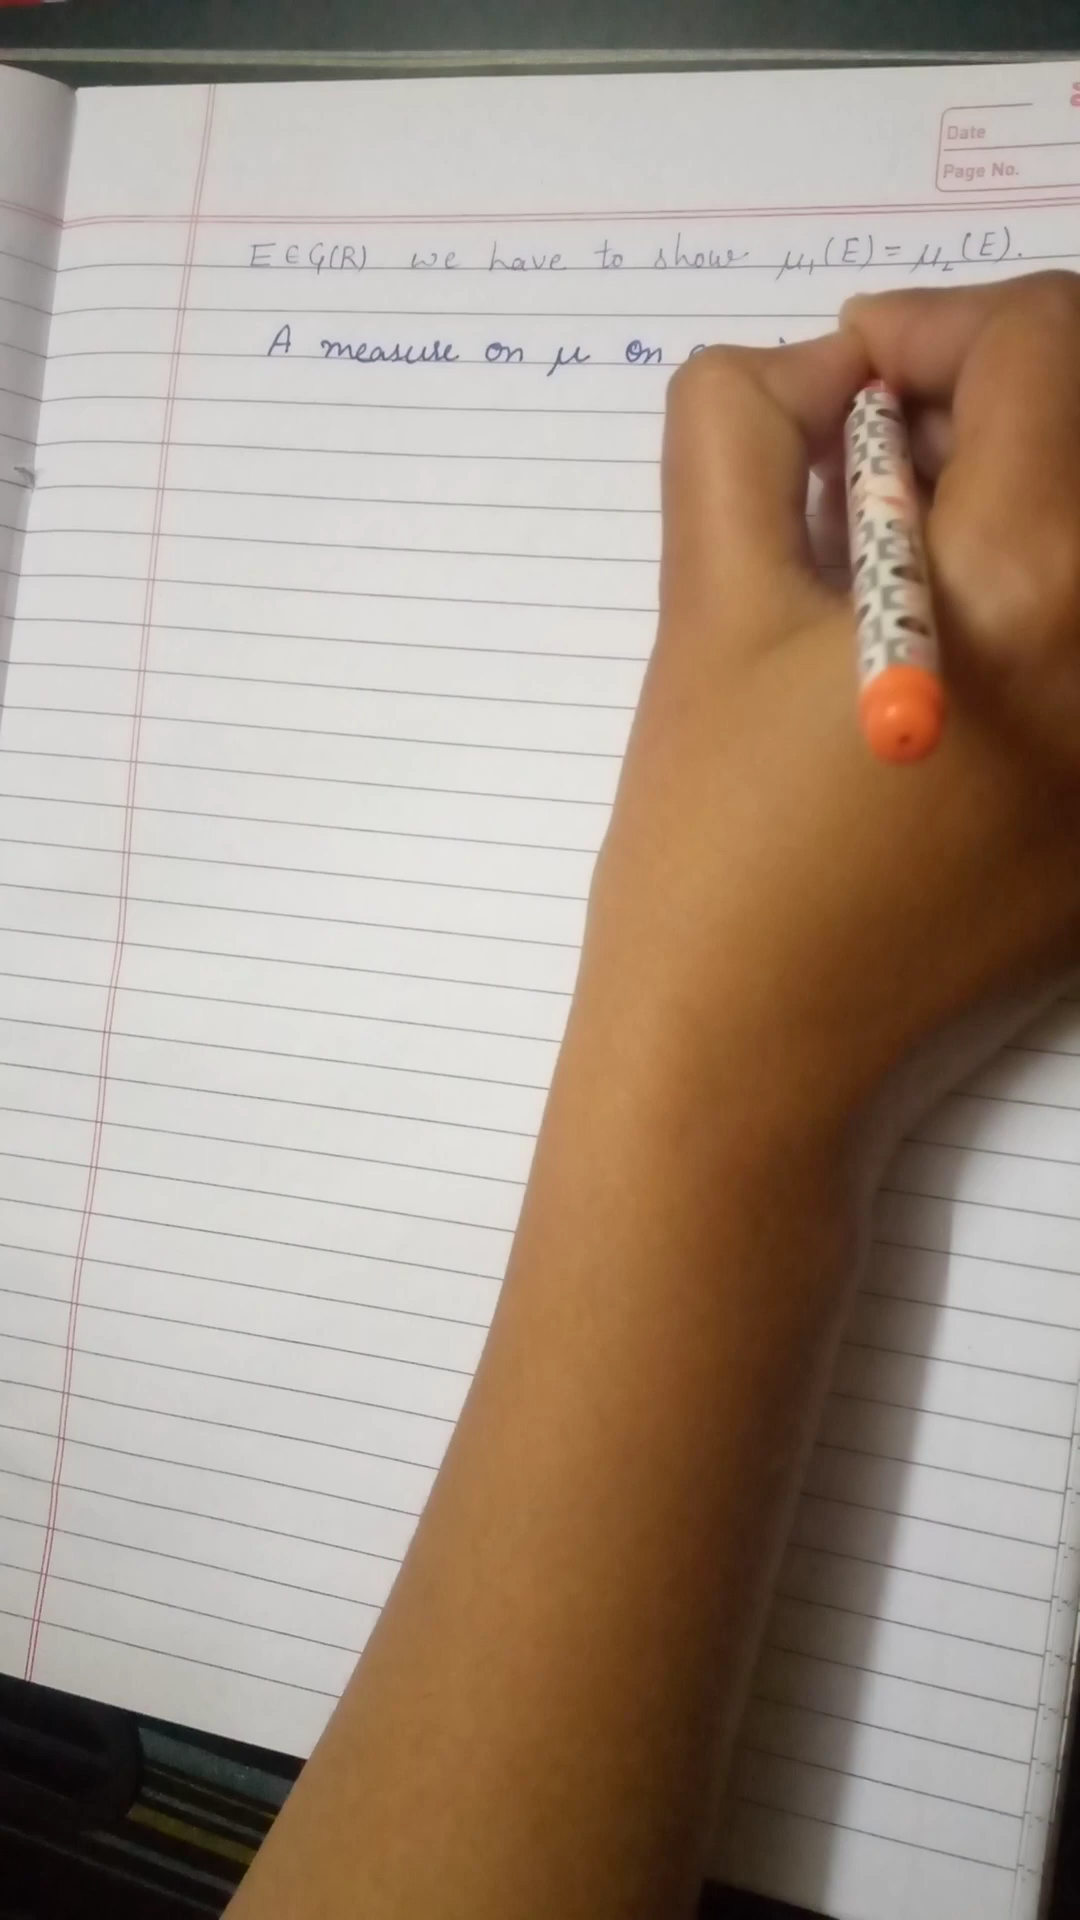 Date
Page No.
E ∈ G(R) we have to show μ₁(E) = μ₂(E).
A measure on μ on